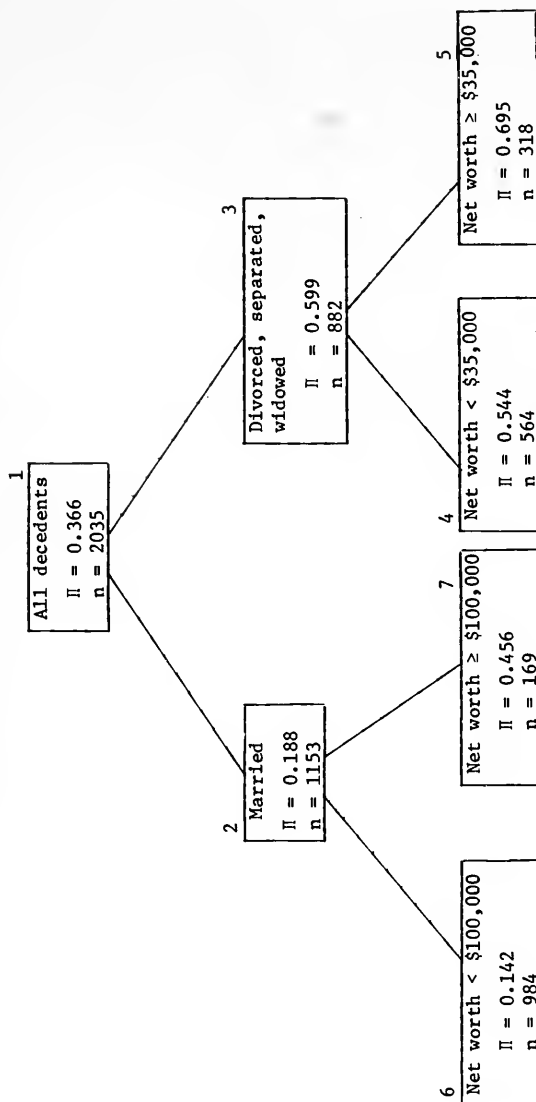 1
All decedents
Π = 0.366
n = 2035
2
Married
Π = 0.188
n = 1153
3
Divorced, separated,
widowed
Π = 0.599
n = 882
6
Net worth < $100,000
Π = 0.142
n = 984
7
Net worth ≥ $100,000
Π = 0.456
n = 169
4
Net worth < $35,000
Π = 0.544
n = 564
5
Net worth ≥ $35,000
Π = 0.695
n = 318